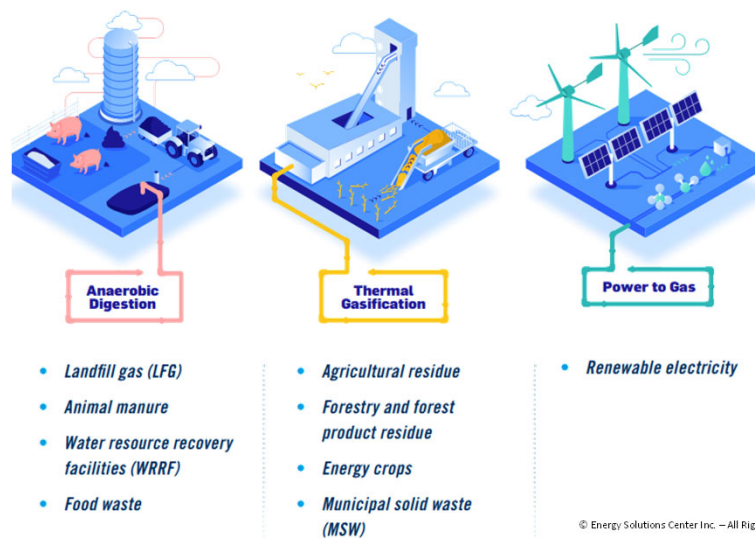 Anaerobic
Digestion
Thermal
Gasification
Power to Gas
Landfill gas (LFG)
Animal manure
Water resource recovery
facilities (WRRF)
Food waste
Agricultural residue
Forestry and forest
product residue
Energy crops
Municipal solid waste
(MSW)
Renewable electricity
© Energy Solutions Center Inc. – All Rig